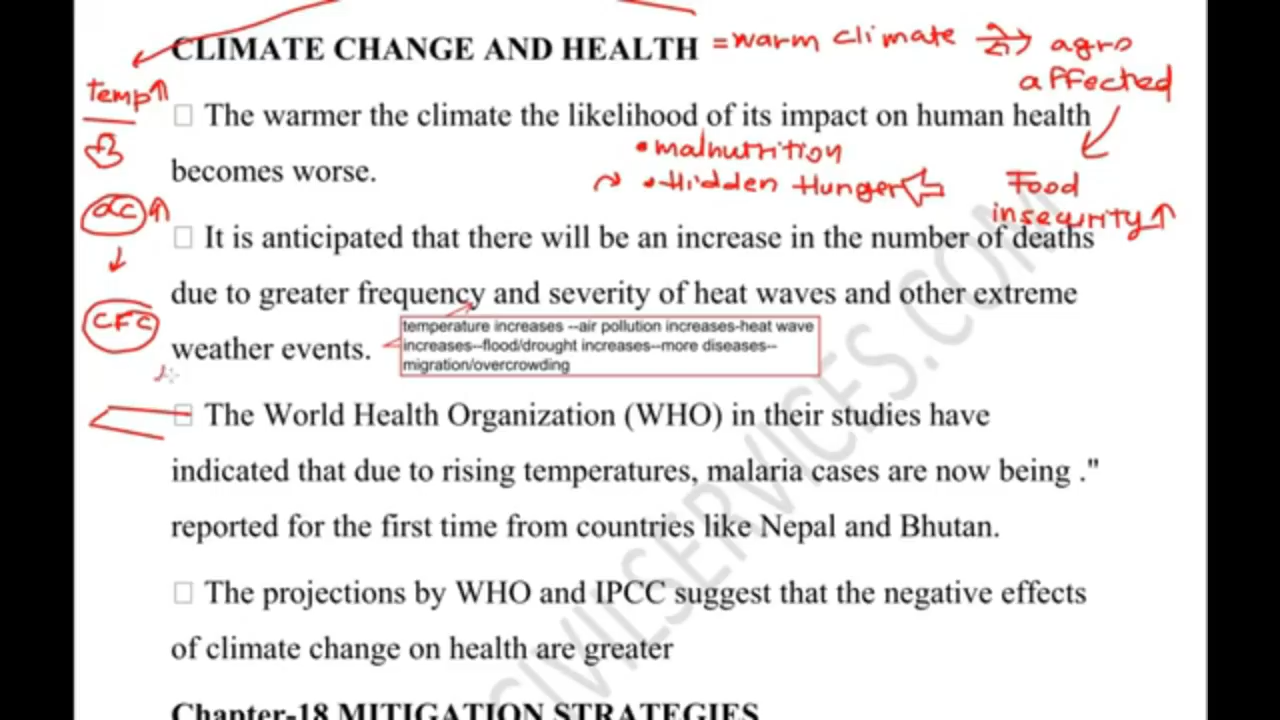 CLIMATE CHANGE AND HEALTH = warm climate agro
affected
temp↑
The warmer the climate the likelihood of its impact on human health
• malnutrition
becomes worse.
• Hidden Hunger
Food
insecurity↑
AC ↑
It is anticipated that there will be an increase in the number of deaths
due to greater frequency and severity of heat waves and other extreme
CFC
temperature increases --air pollution increases-heat wave
increases--flood/drought increases--more diseases--
migration/overcrowding
weather events.
The World Health Organization (WHO) in their studies have
indicated that due to rising temperatures, malaria cases are now being ."
reported for the first time from countries like Nepal and Bhutan.
The projections by WHO and IPCC suggest that the negative effects
of climate change on health are greater
Chapter-18 MITIGATION STRATEGIES
CIVILSERVICES.COM